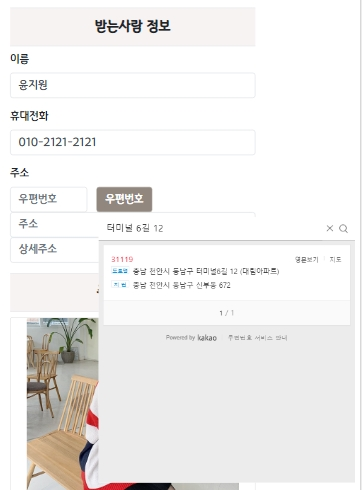 받는사람 정보
이름
윤지원
휴대전화
010-2121-2121
주소
우편번호 우편번호
주소
상세주소
터미널 6길 12
31119
영문보기 지도
도로명 충남 천안시 동남구 터미널6길 12 (대림아파트)
지번 충남 천안시 동남구 신부동 672
1 / 1
Powered by kakao 우편번호 서비스 안내